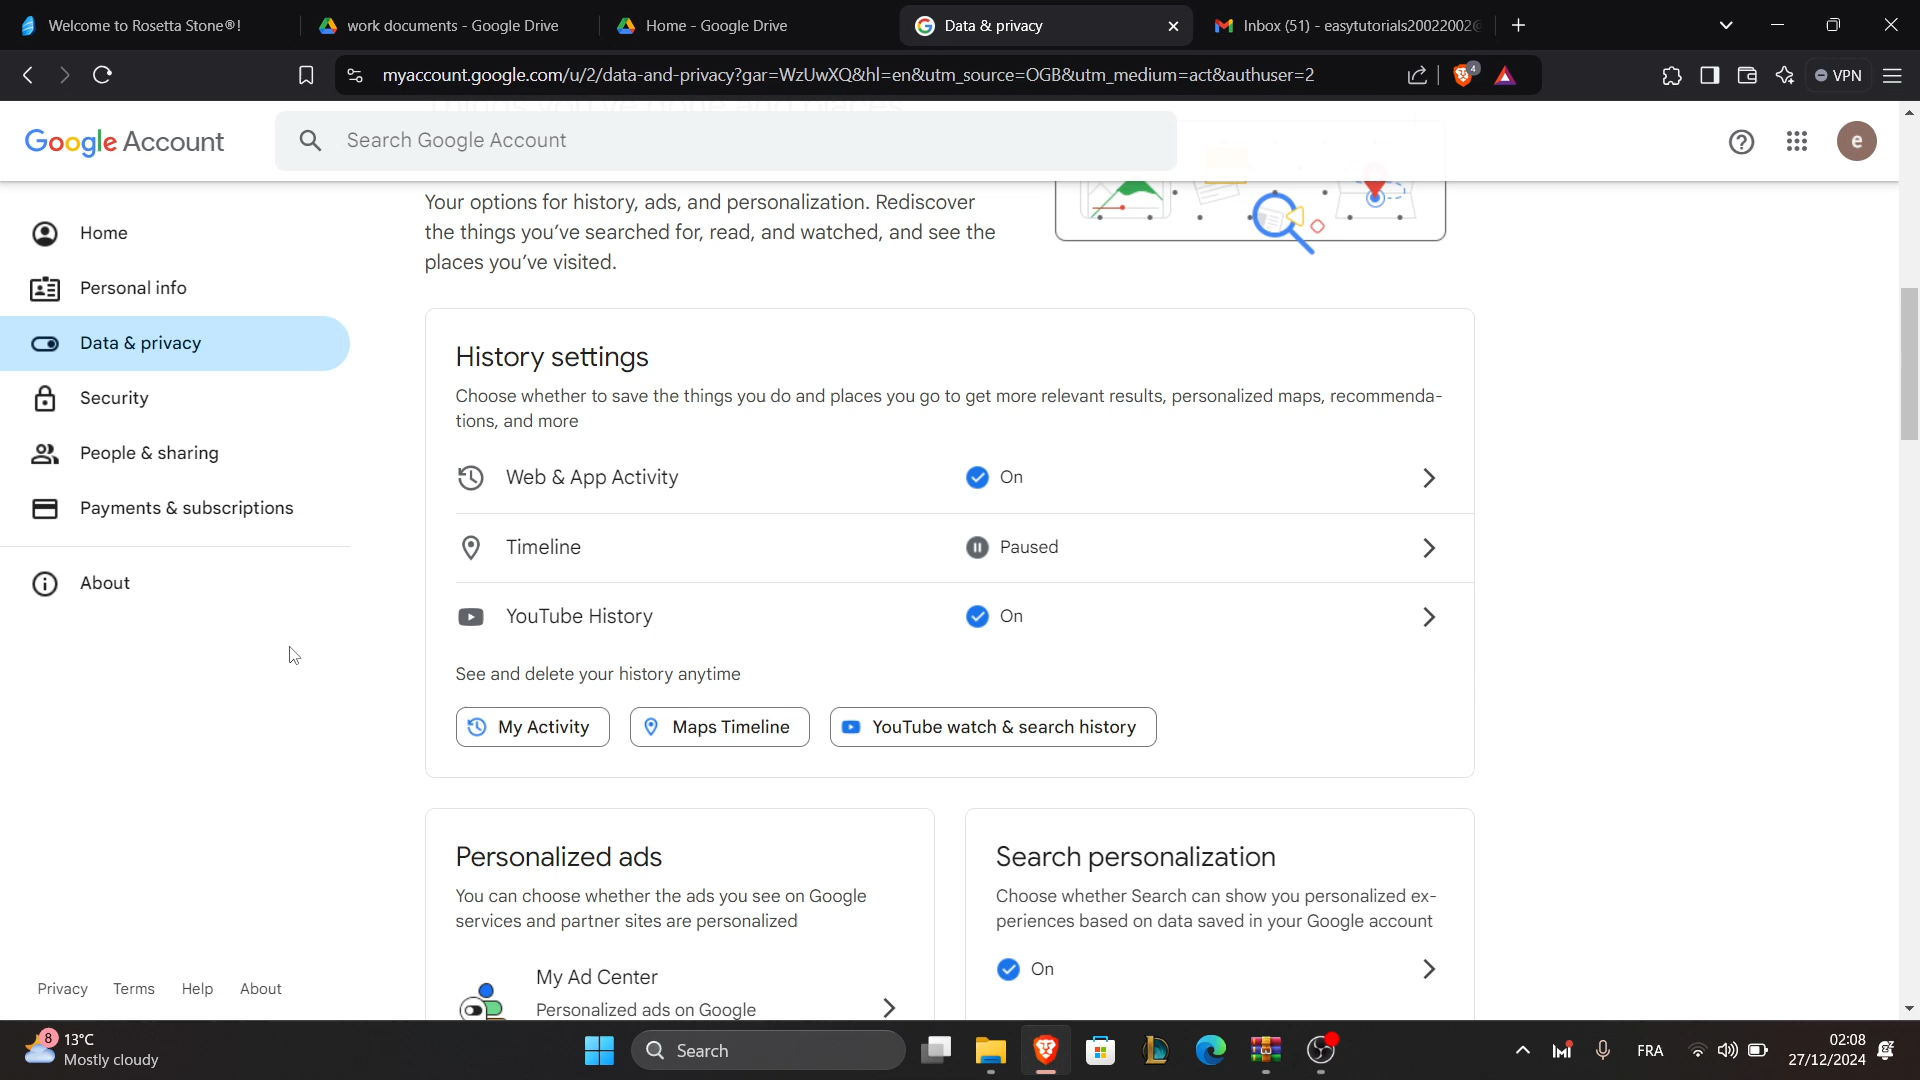 Welcome to Rosetta Stone®!
work documents - Google Drive
Home - Google Drive
Data & privacy
Inbox (51) - easytutorials20022002@
myaccount.google.com/u/2/data-and-privacy?gar=WzUwXQ&hl=en&utm_source=OGB&utm_medium=act&authuser=2
4
VPN
Google Account
Search Google Account
e
Home
Personal info
Data & privacy
Security
People & sharing
Payments & subscriptions
About
Your options for history, ads, and personalization. Rediscover
the things you've searched for, read, and watched, and see the
places you've visited.
History settings
Choose whether to save the things you do and places you go to get more relevant results, personalized maps, recommenda-
tions, and more
Web & App Activity
On
Timeline
Paused
YouTube History
On
See and delete your history anytime
My Activity
Maps Timeline
YouTube watch & search history
Personalized ads
You can choose whether the ads you see on Google
services and partner sites are personalized
My Ad Center
Personalized ads on Google
Search personalization
Choose whether Search can show you personalized ex-
periences based on data saved in your Google account
On
Privacy
Terms
Help
About
8
13°C
Mostly cloudy
Search
FRA
02:08
27/12/2024